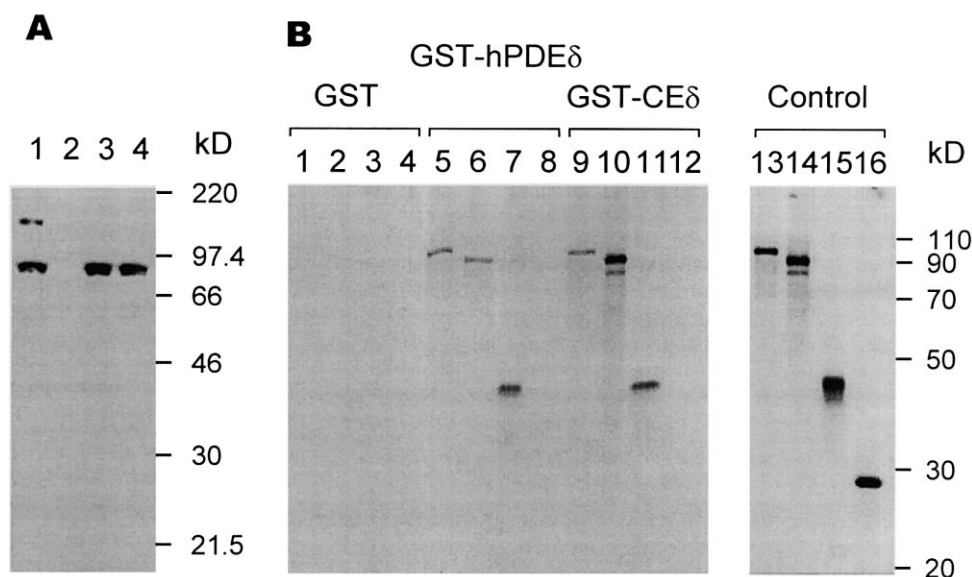 A
1 2 3 4 kD
220
97.4
66
46
30
21.5
B
GST-hPDEδ
GST GST-CEδ Control
1 2 3 4 5 6 7 8 9 10 11 12 13 14 15 16 kD
110
90
70
50
30
20